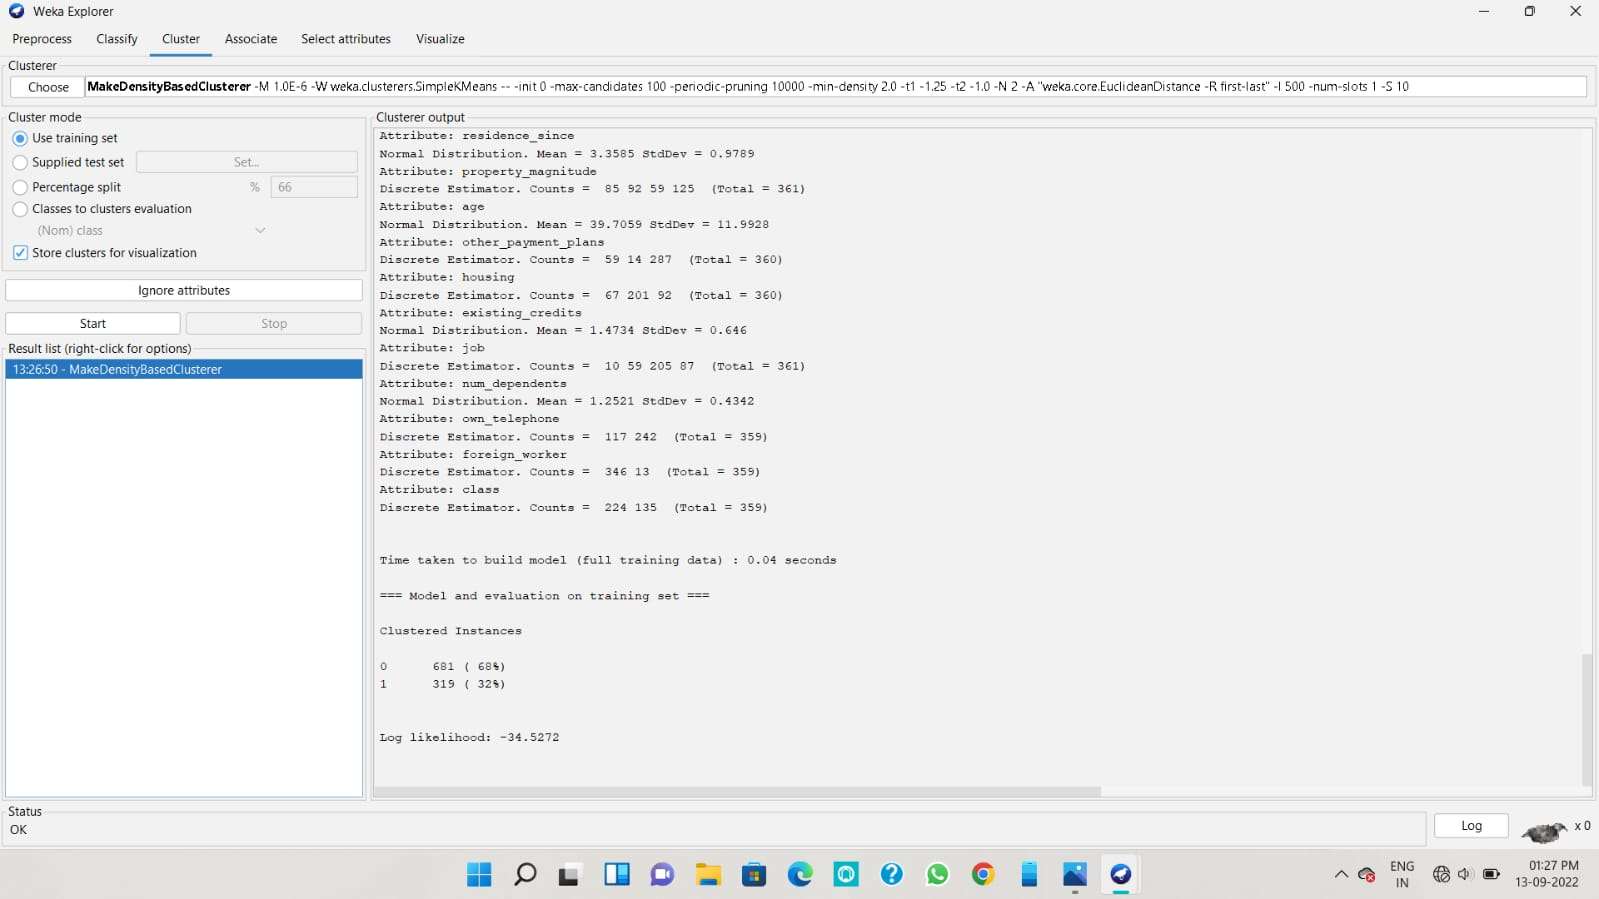 Weka Explorer
Preprocess Classify Cluster Associate Select attributes Visualize
Clusterer
Choose MakeDensityBasedClusterer -M 1.0E-6 -W weka.clusterers.SimpleKMeans -- -init 0 -max-candidates 100 -periodic-pruning 10000 -min-density 2.0 -t1 -1.25 -t2 -1.0 -N 2 -A "weka.core.EuclideanDistance -R first-last" -I 500 -num-slots 1 -S 10
Cluster mode
Use training set
Supplied test set Set...
Percentage split % 66
Classes to clusters evaluation
(Nom) class
Store clusters for visualization
Ignore attributes
Start Stop
Result list (right-click for options)
13:26:50 - MakeDensityBasedClusterer
Clusterer output
Attribute: residence_since
Normal Distribution. Mean = 3.3585 StdDev = 0.9789
Attribute: property_magnitude
Discrete Estimator. Counts = 85 92 59 125 (Total = 361)
Attribute: age
Normal Distribution. Mean = 39.7059 StdDev = 11.9928
Attribute: other_payment_plans
Discrete Estimator. Counts = 59 14 287 (Total = 360)
Attribute: housing
Discrete Estimator. Counts = 67 201 92 (Total = 360)
Attribute: existing_credits
Normal Distribution. Mean = 1.4734 StdDev = 0.646
Attribute: job
Discrete Estimator. Counts = 10 59 205 87 (Total = 361)
Attribute: num_dependents
Normal Distribution. Mean = 1.2521 StdDev = 0.4342
Attribute: own_telephone
Discrete Estimator. Counts = 117 242 (Total = 359)
Attribute: foreign_worker
Discrete Estimator. Counts = 346 13 (Total = 359)
Attribute: class
Discrete Estimator. Counts = 224 135 (Total = 359)
Time taken to build model (full training data) : 0.04 seconds
=== Model and evaluation on training set ===
Clustered Instances
0 681 ( 68%)
1 319 ( 32%)
Log likelihood: -34.5272
Status
OK
Log x 0
ENG
IN
01:27 PM
13-09-2022